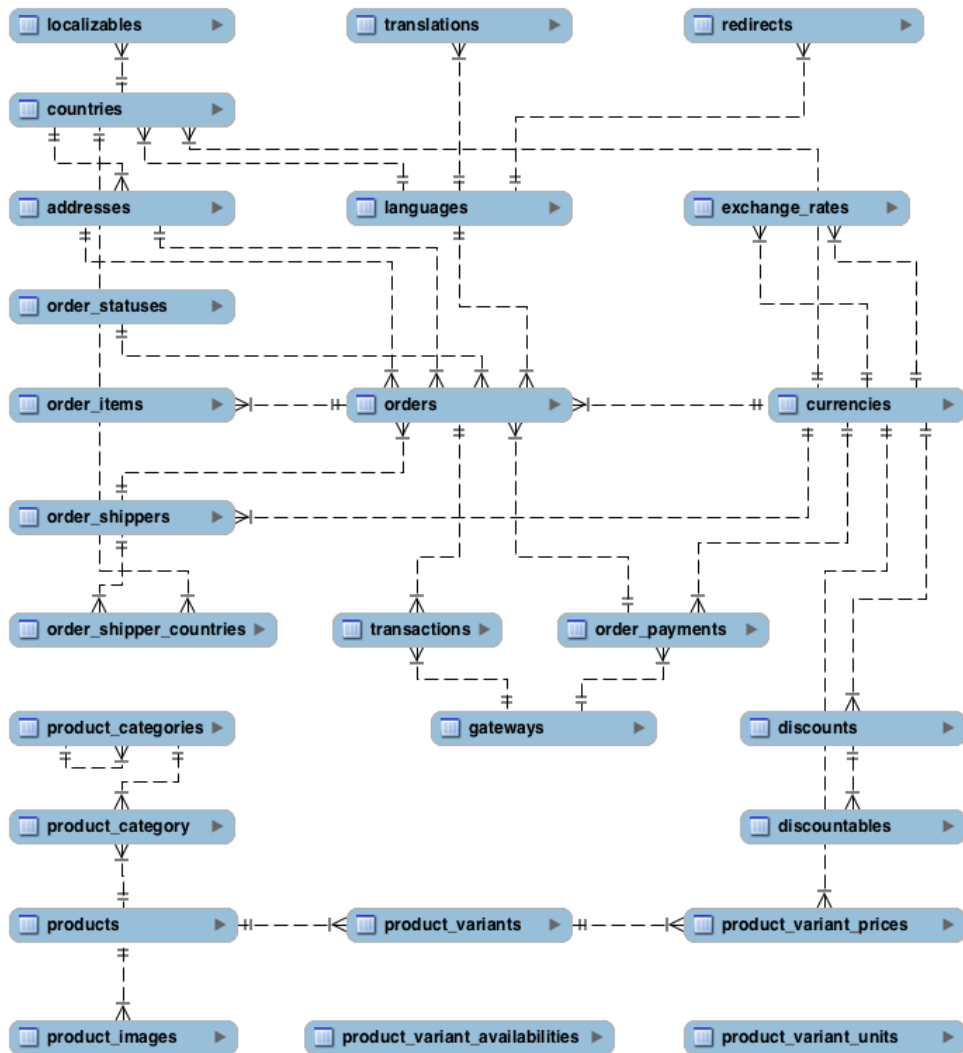 localizables
translations
redirects
countries
addresses
languages
exchange_rates
order_statuses
order_items
orders
currencies
order_shippers
order_shipper_countries
transactions
order_payments
product_categories
gateways
discounts
product_category
discountables
products
product_variants
product_variant_prices
product_images
product_variant_availabilities
product_variant_units